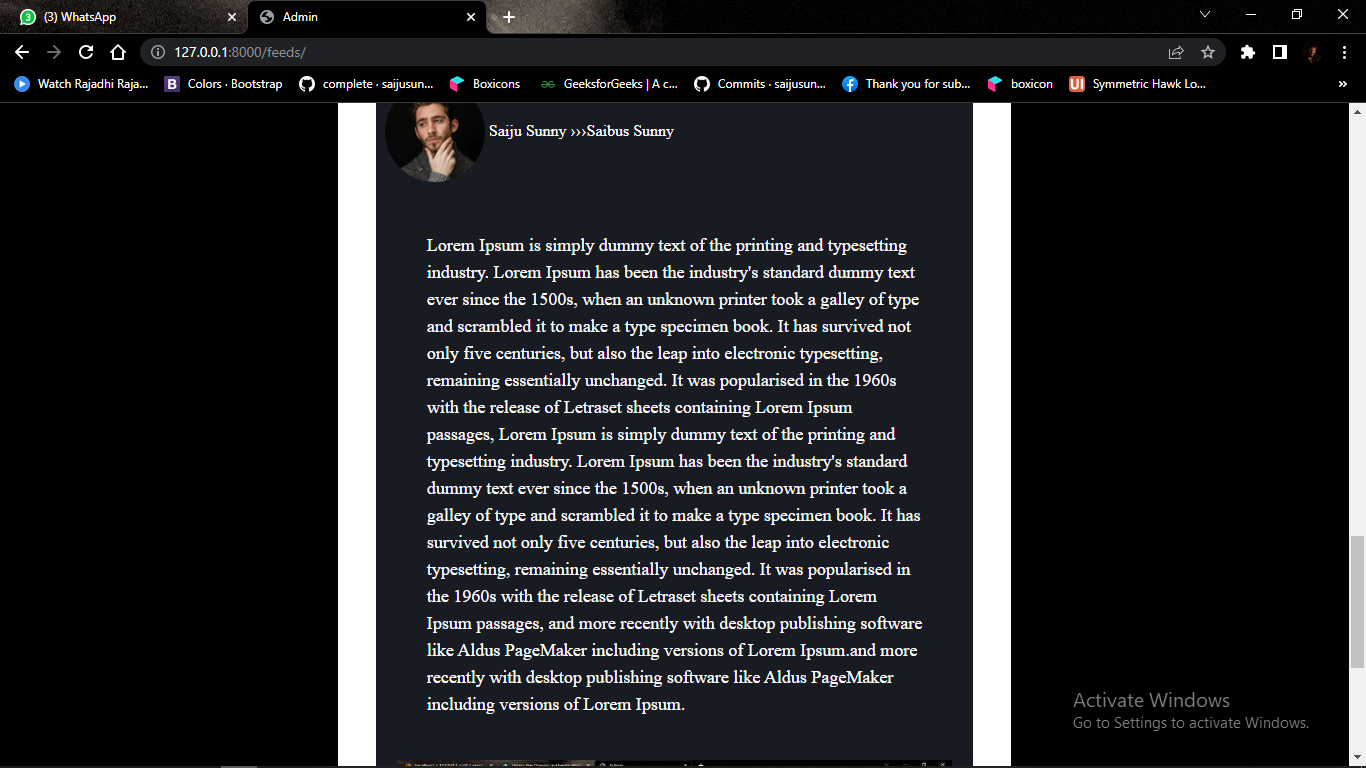 (3) WhatsApp
Admin
127.0.0.1:8000/feeds/
Watch Rajadhi Raja...
Colors · Bootstrap
complete · saijusun...
Boxicons
GeeksforGeeks | A c...
Commits · saijusun...
Thank you for sub...
boxicon
Symmetric Hawk Lo...
Saiju Sunny ›››Saibus Sunny
Lorem Ipsum is simply dummy text of the printing and typesetting
industry. Lorem Ipsum has been the industry's standard dummy text
ever since the 1500s, when an unknown printer took a galley of type
and scrambled it to make a type specimen book. It has survived not
only five centuries, but also the leap into electronic typesetting,
remaining essentially unchanged. It was popularised in the 1960s
with the release of Letraset sheets containing Lorem Ipsum
passages, Lorem Ipsum is simply dummy text of the printing and
typesetting industry. Lorem Ipsum has been the industry's standard
dummy text ever since the 1500s, when an unknown printer took a
galley of type and scrambled it to make a type specimen book. It has
survived not only five centuries, but also the leap into electronic
typesetting, remaining essentially unchanged. It was popularised in
the 1960s with the release of Letraset sheets containing Lorem
Ipsum passages, and more recently with desktop publishing software
like Aldus PageMaker including versions of Lorem Ipsum.and more
recently with desktop publishing software like Aldus PageMaker
including versions of Lorem Ipsum.
Activate Windows
Go to Settings to activate Windows.